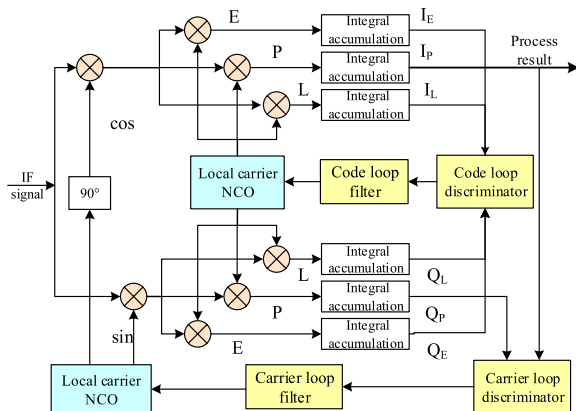 E
Integral
accumulation
I_E
P
Integral
accumulation
I_P
Process
result
L
Integral
accumulation
I_L
cos
IF
signal
90°
Local carrier
NCO
Code loop
filter
Code loop
discriminator
L
Integral
accumulation
Q_L
P
Integral
accumulation
Q_P
sin
E
Integral
accumulation
Q_E
Local carrier
NCO
Carrier loop
filter
Carrier loop
discriminator